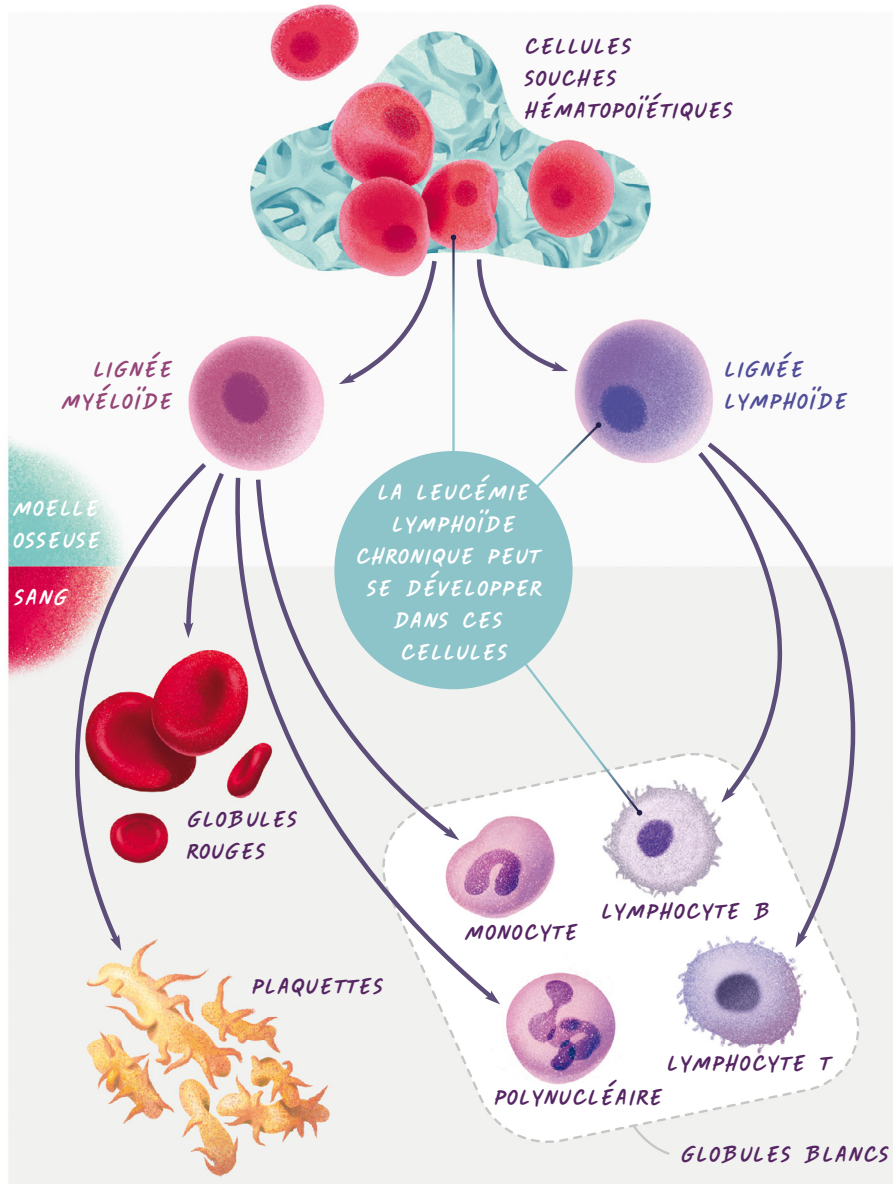 CELLULES
SOUCHES
HÉMATOPOÏÉTIQUES
LIGNÉE
MYÉLOÏDE
LIGNÉE
LYMPHOÏDE
MOELLE
OSSEUSE
SANG
LA LEUCÉMIE
LYMPHOÏDE
CHRONIQUE PEUT
SE DÉVELOPPER
DANS CES
CELLULES
GLOBULES
ROUGES
PLAQUETTES
MONOCYTE
LYMPHOCYTE B
POLYNUCLÉAIRE
LYMPHOCYTE T
GLOBULES BLANCS